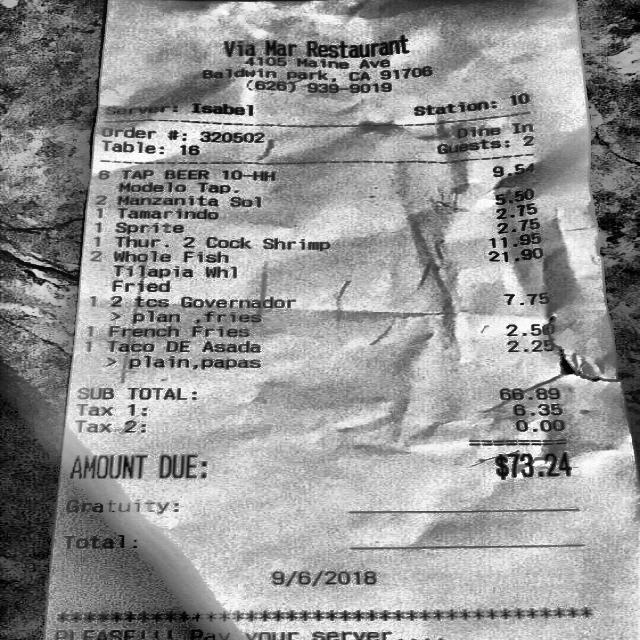 Via Mar Restaurant
4105 Maine Ave
Baldwin park, CA 91706
(626) 939-9019
Server: Isabel Station: 10
Order #: 320502 Dine In
Table: 16 Guests: 2
6 TAP BEER 10-HH 9.54
Modelo Tap.
2 Manzanita Sol 5.50
1 Tamarindo 2.75
1 Sprite 2.75
1 Thur. 2 Cock Shrimp 11.95
2 Whole Fish 21.90
Tilapia Whl
Fried
1 2 tcs Governador 7.75
> plan ,fries
1 French Fries 2.50
1 Taco DE Asada 2.25
> plain,papas
SUB TOTAL: 66.89
Tax 1: 6.35
Tax 2: 0.00
AMOUNT DUE: $73.24
Gratuity:
Total:
9/6/2018
PLEASE!!! Pay your server....